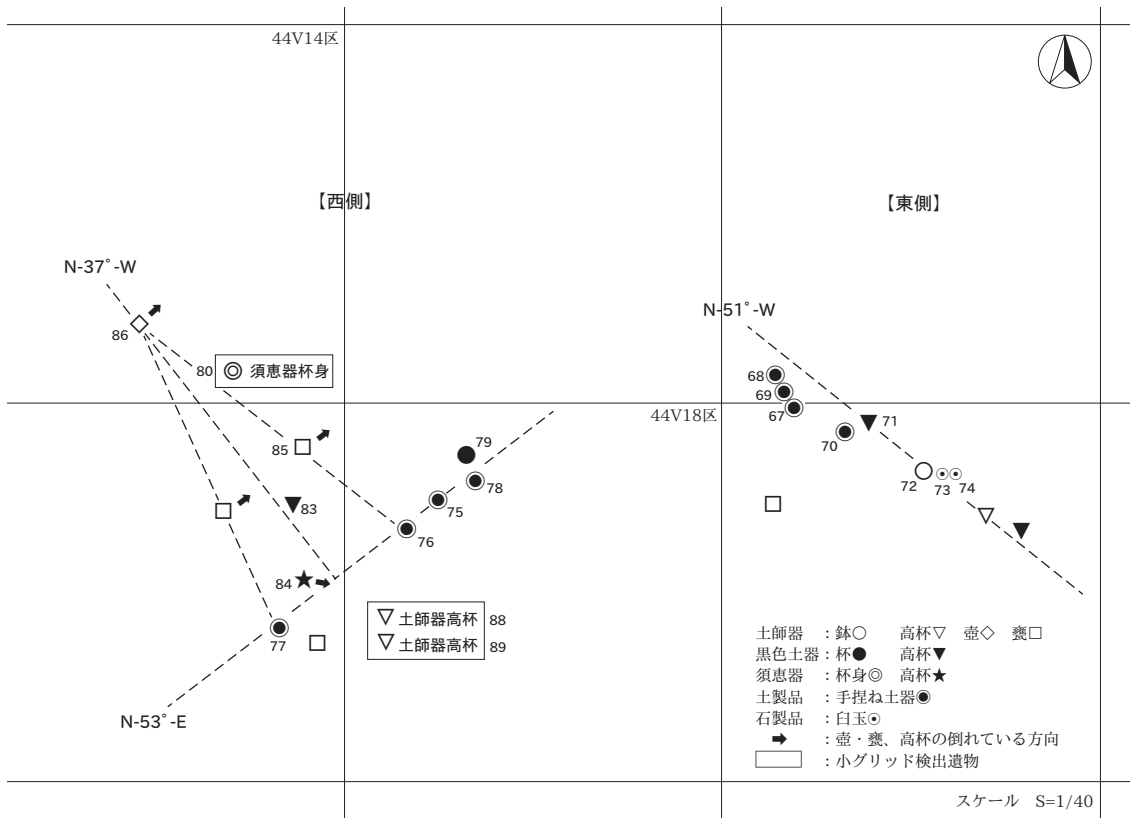 44V14区
【西側】
【東側】
N-37°-W
86
80 ◎ 須恵器杯身
N-51°-W
68
69
67
70
71
72
73
74
44V18区
85
79
78
75
76
83
84
77
▽土師器高杯 88
▽土師器高杯 89
N-53°-E
土師器 :鉢○ 高杯▽ 壺◇ 甕□
黒色土器:杯● 高杯▼
須恵器 :杯身◎ 高杯★
土製品 :手捏ね土器◉
石製品 :臼玉☉
➡ :壺・甕、高杯の倒れている方向
:小グリッド検出遺物
スケール S=1/40